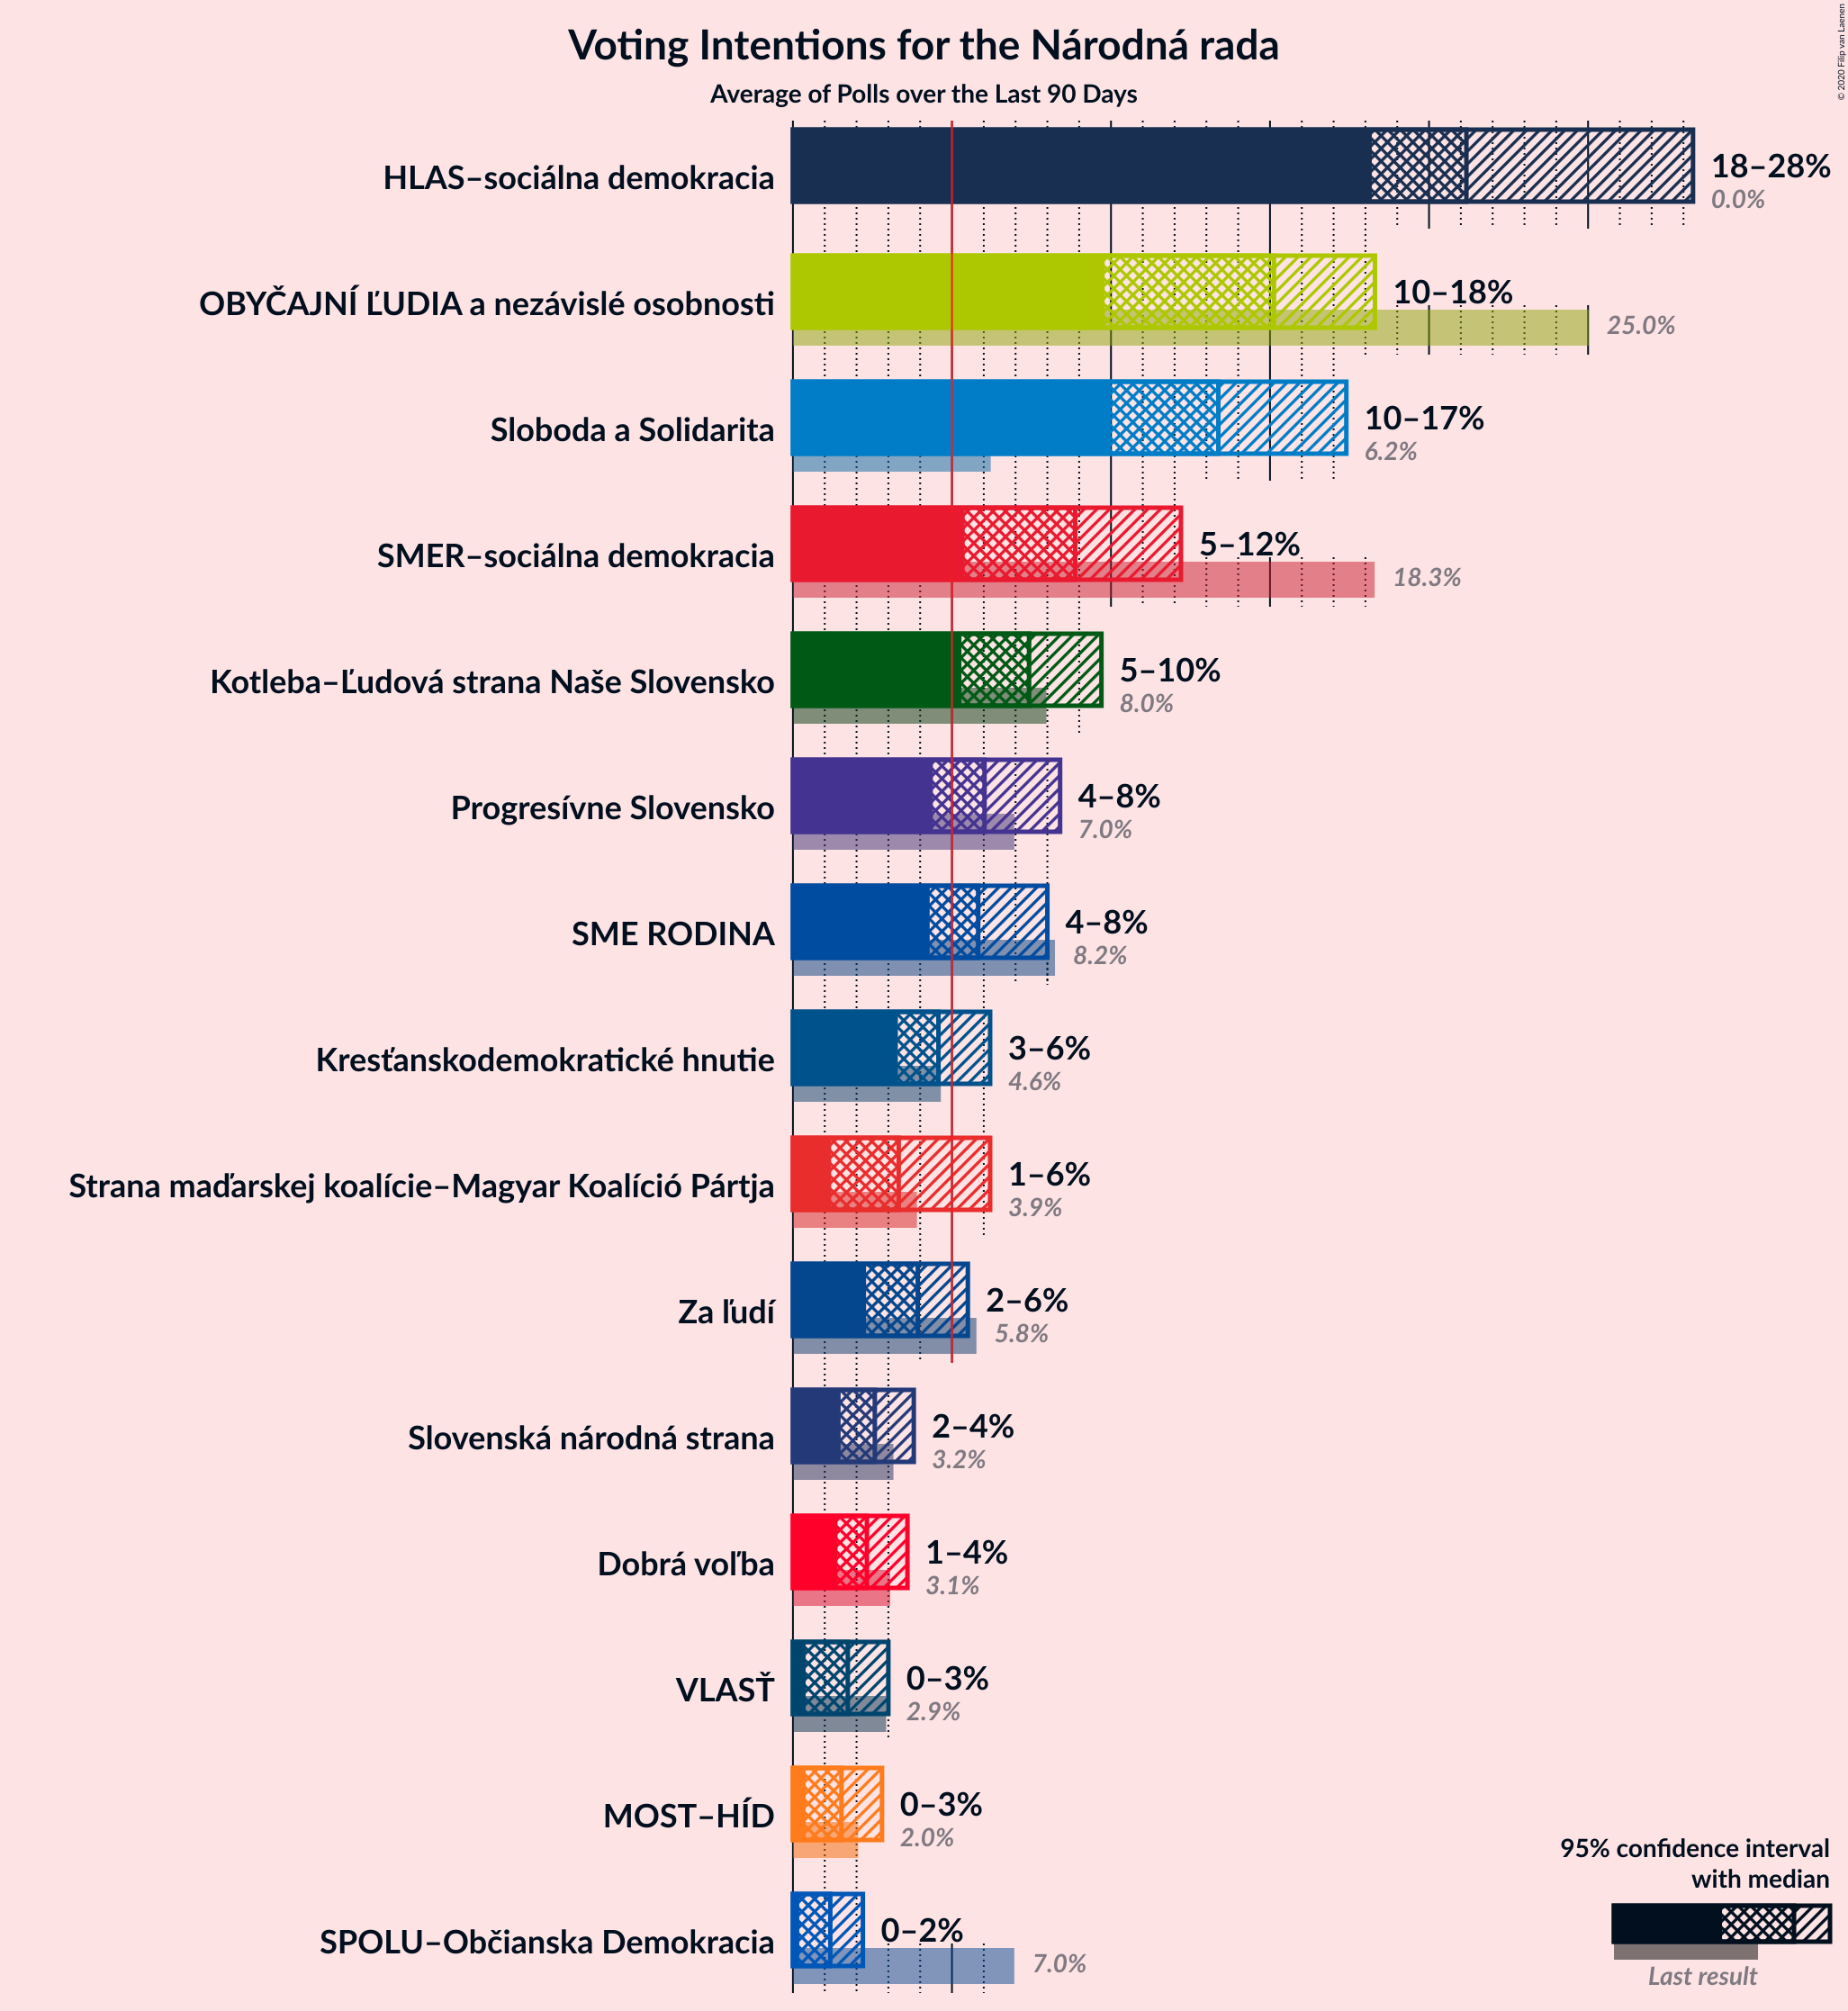 Voting Intentions for the Národná rada
Average of Polls over the Last 90 Days
© 2020 Filip van Laenen
HLAS–sociálna demokracia
18–28%
0.0%
OBYČAJNÍ ĽUDIA a nezávislé osobnosti
10–18%
25.0%
Sloboda a Solidarita
10–17%
6.2%
SMER–sociálna demokracia
5–12%
18.3%
Kotleba–Ľudová strana Naše Slovensko
5–10%
8.0%
Progresívne Slovensko
4–8%
7.0%
SME RODINA
4–8%
8.2%
Kresťanskodemokratické hnutie
3–6%
4.6%
Strana maďarskej koalície–Magyar Koalíció Pártja
1–6%
3.9%
Za ľudí
2–6%
5.8%
Slovenská národná strana
2–4%
3.2%
Dobrá voľba
1–4%
3.1%
VLASŤ
0–3%
2.9%
MOST–HÍD
0–3%
2.0%
SPOLU–Občianska Demokracia
0–2%
7.0%
95% confidence interval
with median
Last result